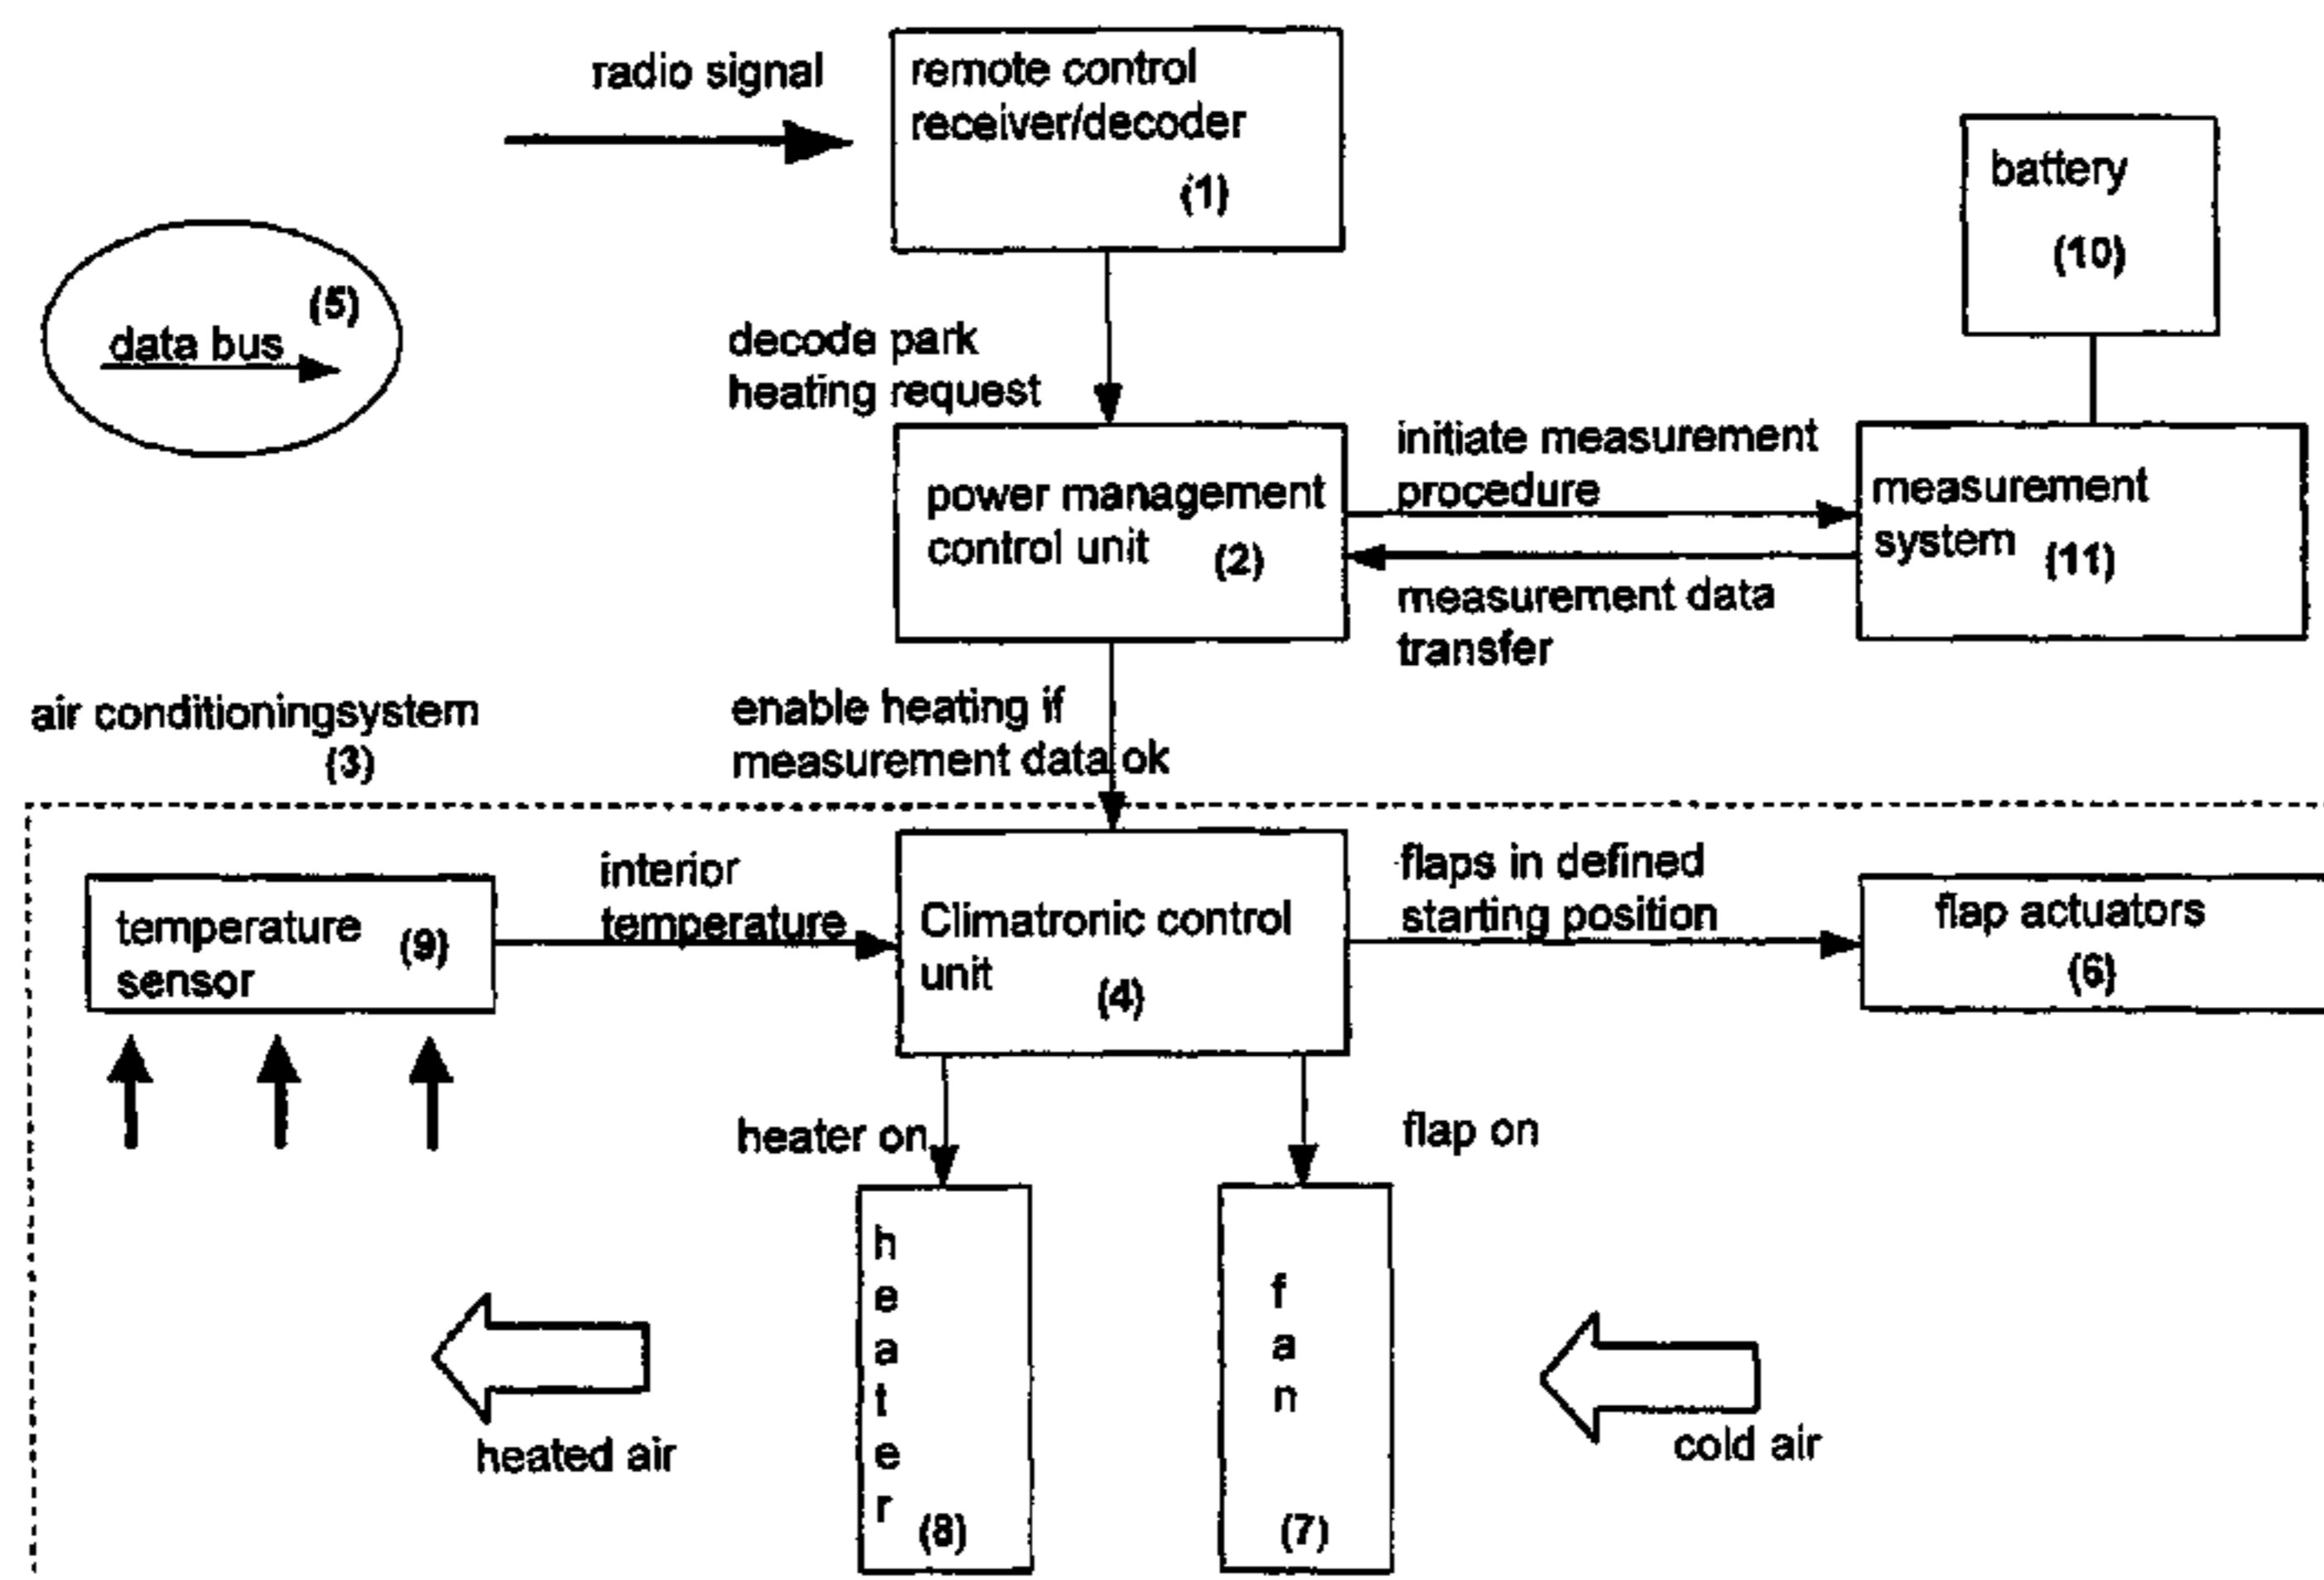 radio signal
remote control
receiver/decoder
(1)
battery
(10)
(5)
data bus
decode park
heating request
initiate measurement
procedure
power management
control unit
(2)
measurement
system
(11)
measurement data
transfer
air conditioningsystem
(3)
enable heating if
measurement data ok
interior
temperature
flaps in defined
starting position
temperature
sensor
(9)
Climatronic control
unit
(4)
flap actuators
(6)
heater on
flap on
heater
(8)
fan
(7)
heated air
cold air